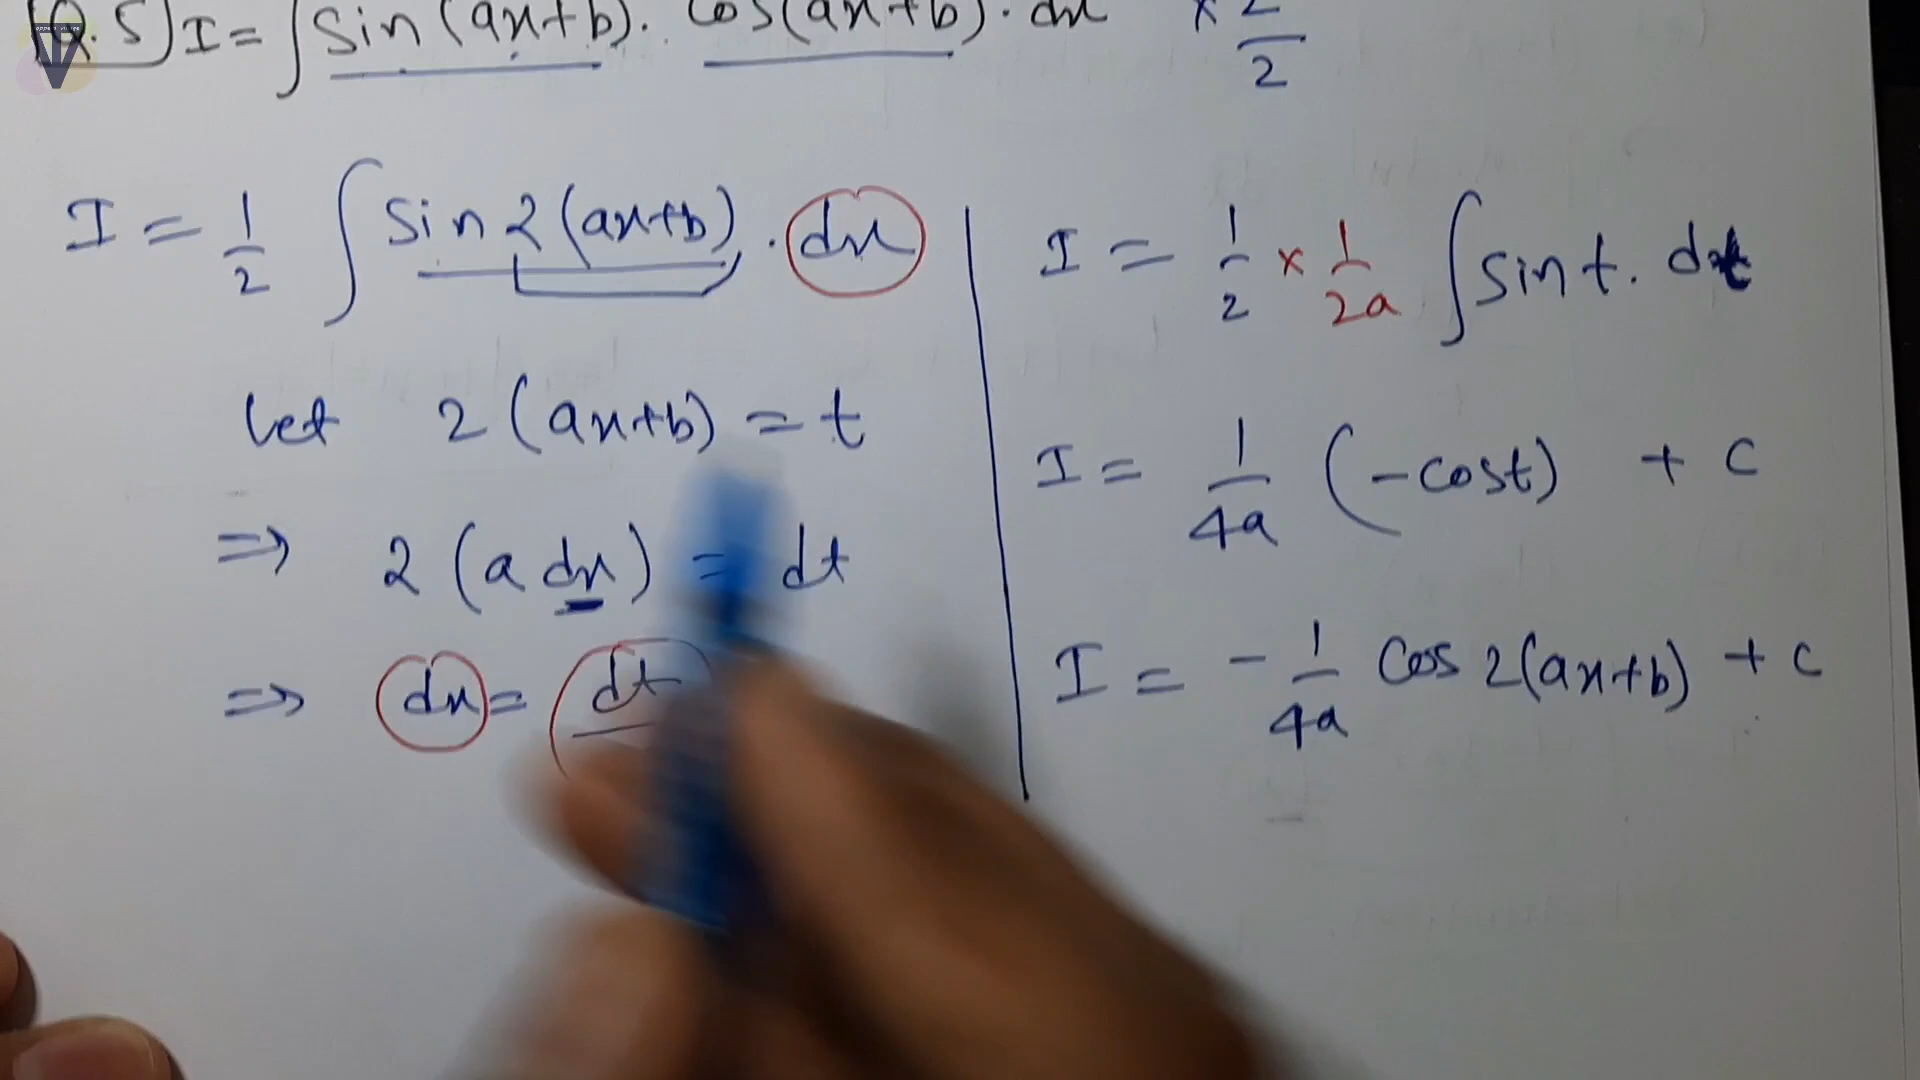 Q.5) I = ∫ sin(ax+b). cos(ax+b). dx × 2/2
I = 1/2 ∫ sin 2(ax+b) . dx
let 2(ax+b) = t
⇒ 2(a dx) = dt
⇒ dx = dt
I = 1/2 × 1/2a ∫ sin t. dt
I = 1/4a (-cost) + c
I = - 1/4a cos 2(ax+b) + c